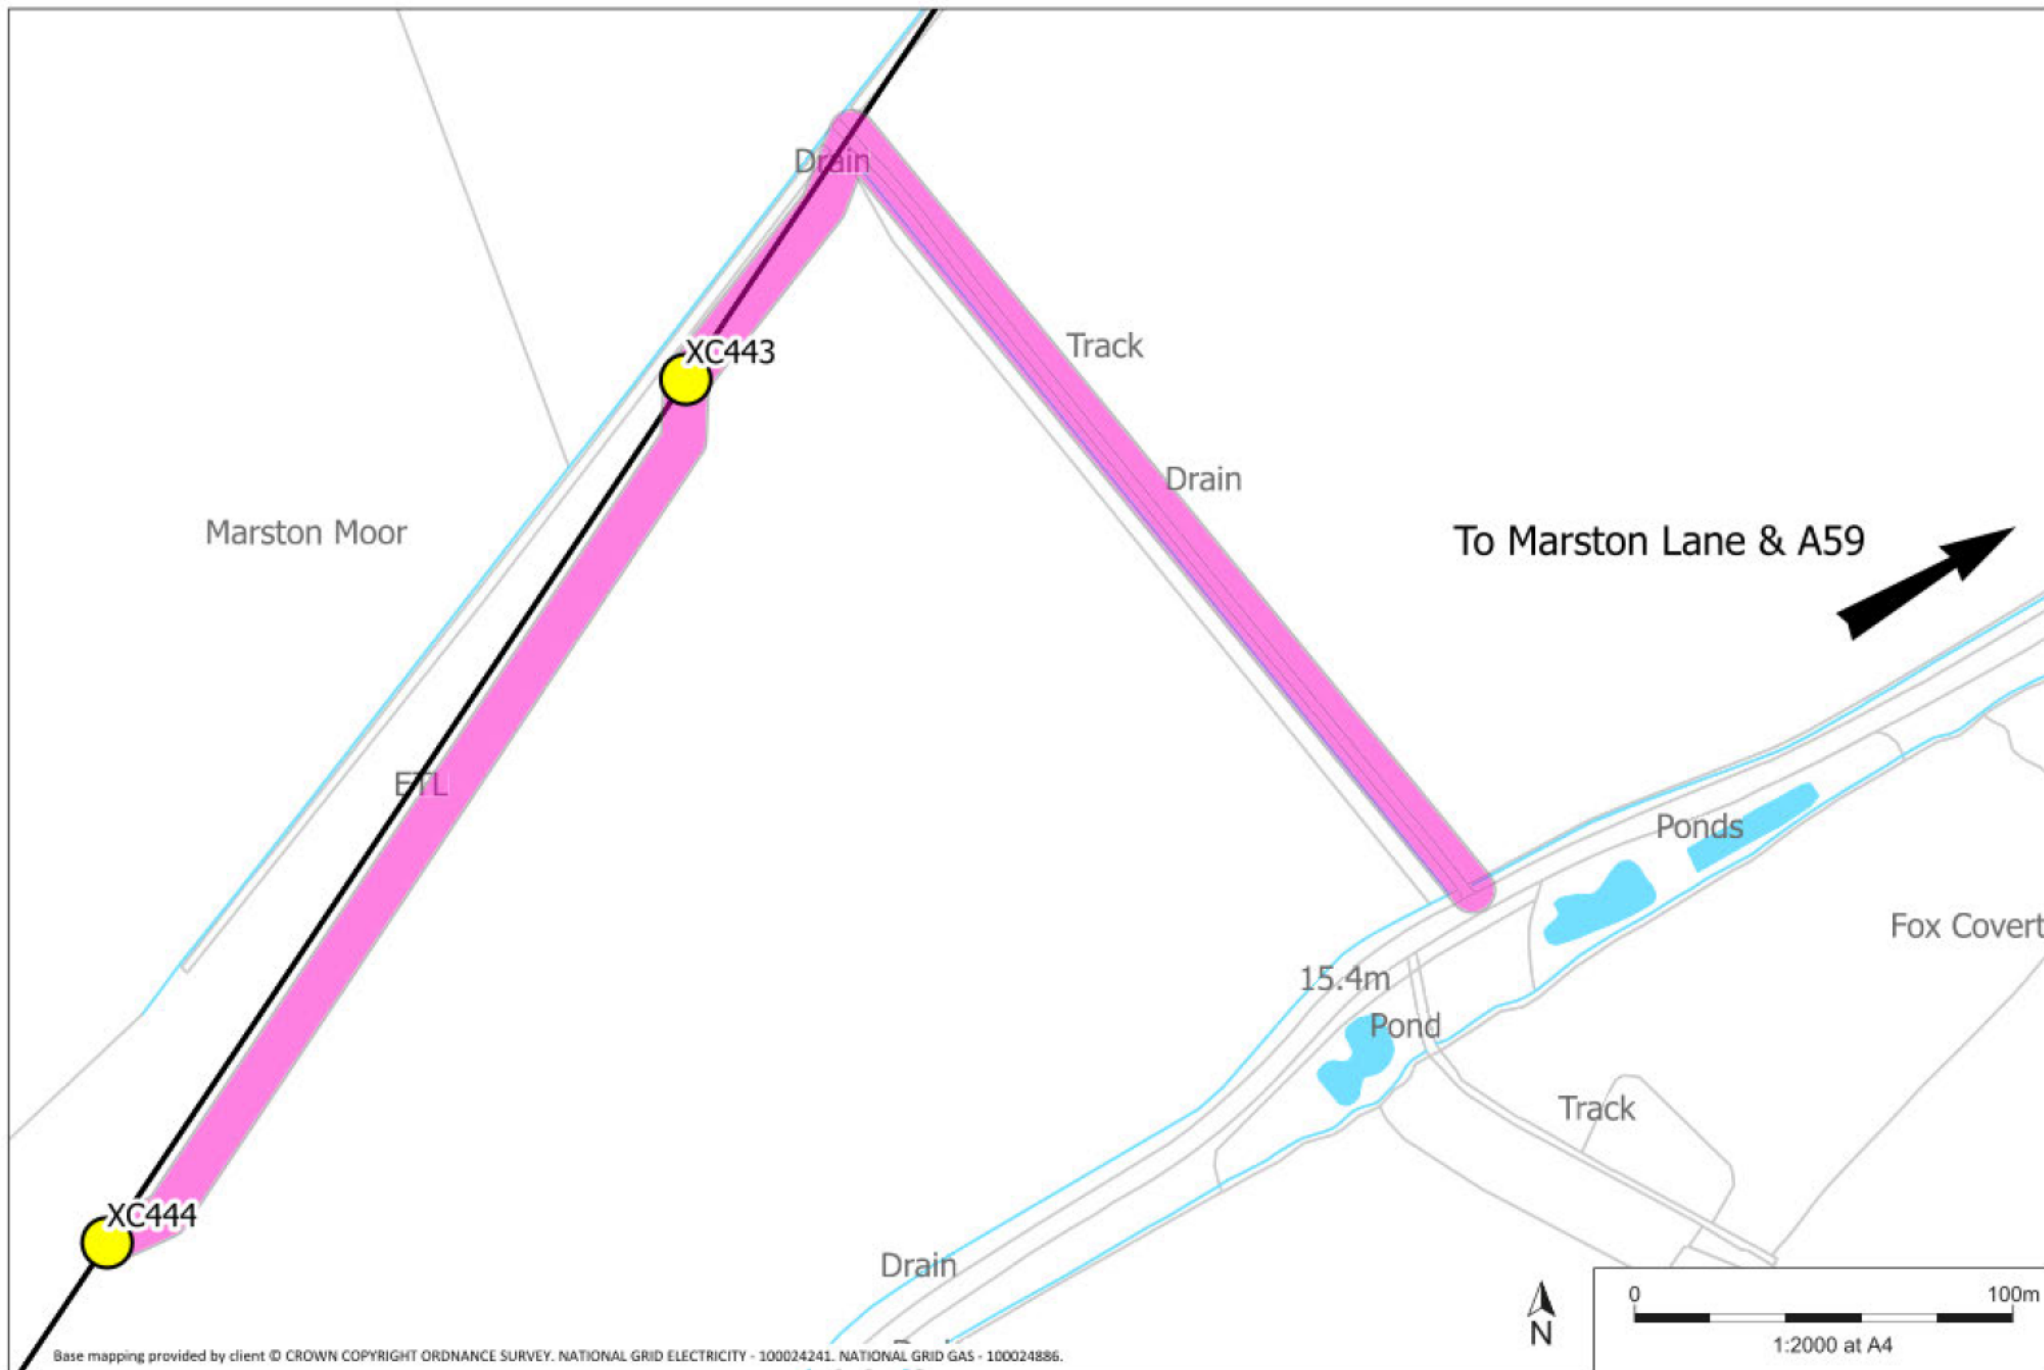 Drain
XC443
Track
Drain
Marston Moor
To Marston Lane & A59
ETL
Ponds
Fox Covert
15.4m
Pond
Track
XC444
Drain
N
0 100m
1:2000 at A4
Base mapping provided by client © CROWN COPYRIGHT ORDNANCE SURVEY. NATIONAL GRID ELECTRICITY - 100024241. NATIONAL GRID GAS - 100024886.